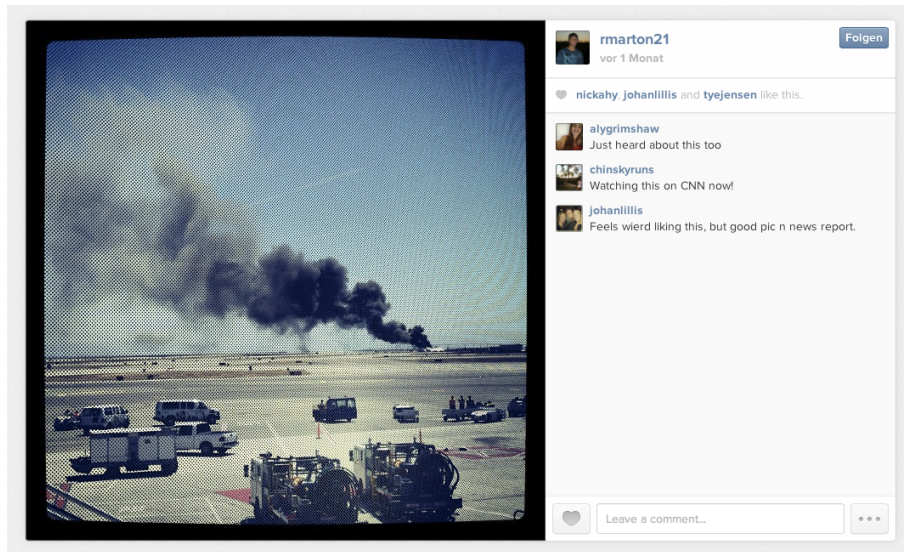 rmarton21
Folgen
vor 1 Monat
nickahy, johanlillis and tyejensen like this.
alygrimshaw
Just heard about this too
chinskyruns
Watching this on CNN now!
johanlillis
Feels wierd liking this, but good pic n news report.
Leave a comment...